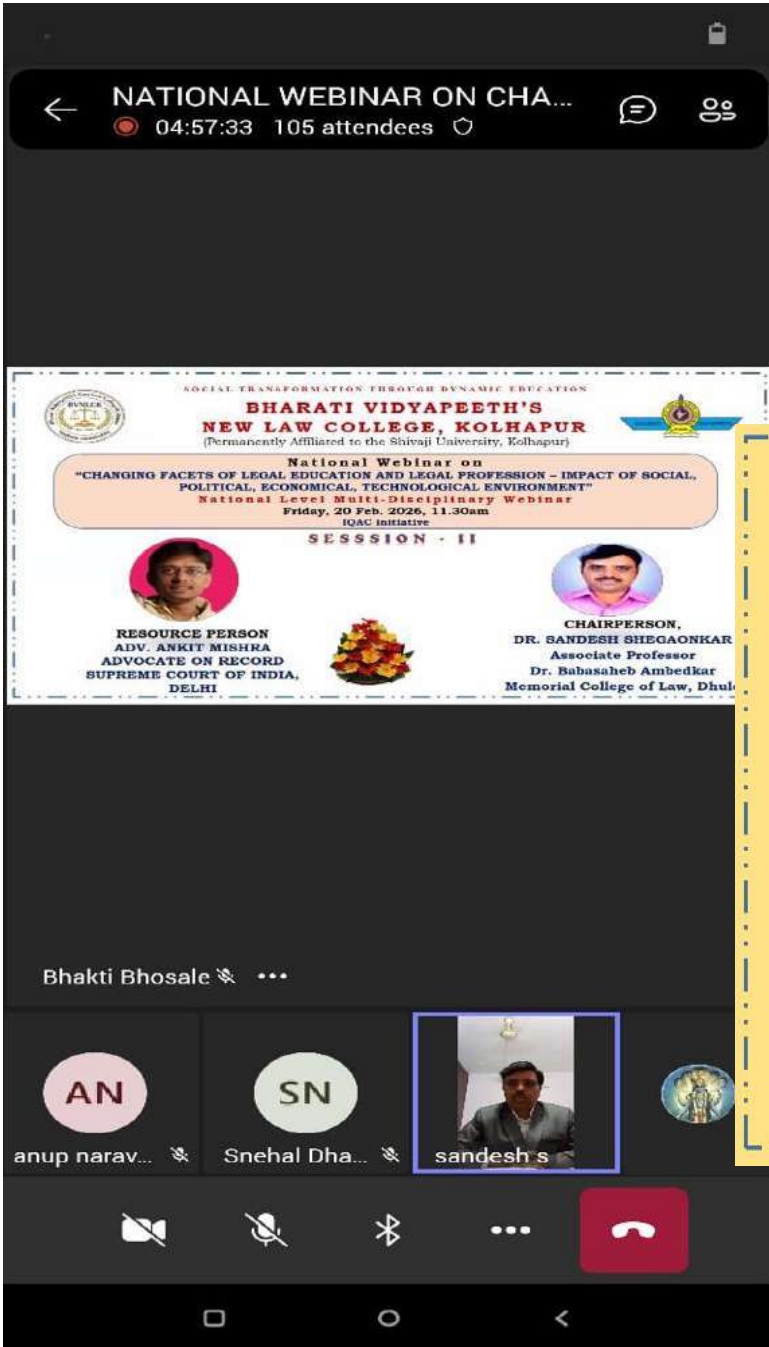 NATIONAL WEBINAR ON CHA...
04:57:33 105 attendees
SOCIAL TRANSFORMATION THROUGH DYNAMIC EDUCATION
BHARATI VIDYAPEETH'S
NEW LAW COLLEGE, KOLHAPUR
(Permanently Affiliated to the Shivaji University, Kolhapur)
National Webinar on
"CHANGING FACETS OF LEGAL EDUCATION AND LEGAL PROFESSION – IMPACT OF SOCIAL,
POLITICAL, ECONOMICAL, TECHNOLOGICAL ENVIRONMENT"
National Level Multi-Disciplinary Webinar
Friday, 20 Feb. 2026, 11.30am
IQAC initiative
SESSSION - II
RESOURCE PERSON
ADV. ANKIT MISHRA
ADVOCATE ON RECORD
SUPREME COURT OF INDIA,
DELHI
CHAIRPERSON,
DR. SANDESH SHEGAONKAR
Associate Professor
Dr. Babasaheb Ambedkar
Memorial College of Law, Dhule
Bhakti Bhosale ...
AN
anup narav...
SN
Snehal Dha...
sandesh s